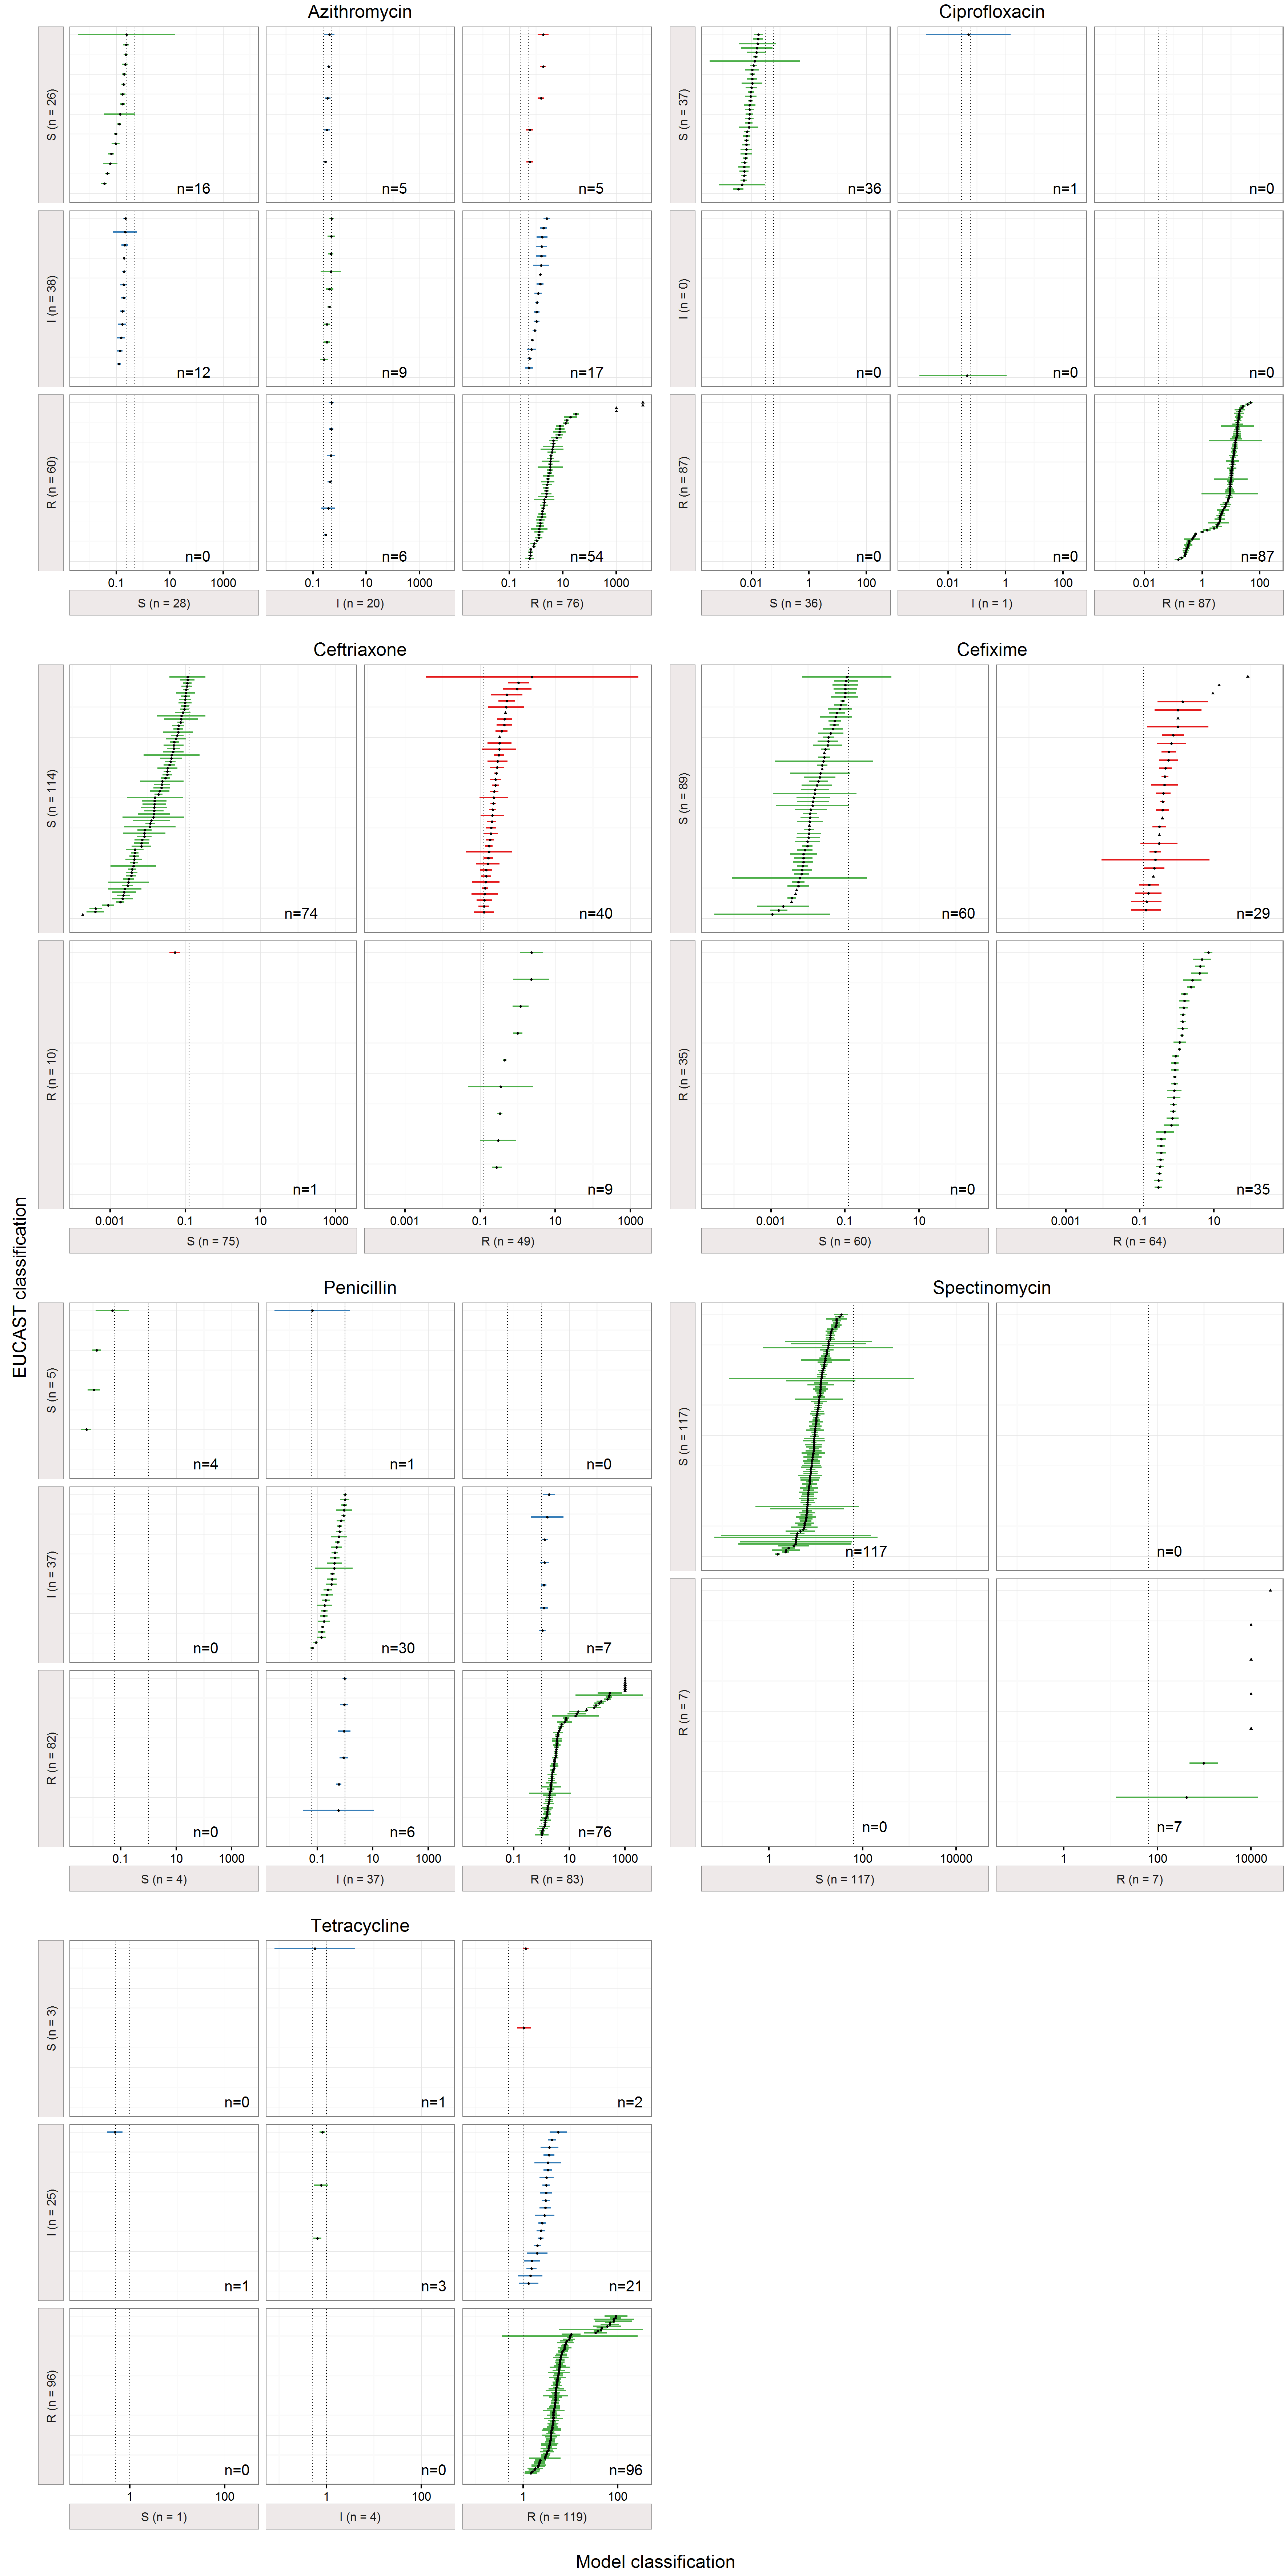 Azithromycin
S (n = 26)
n=16
n=5
n=5
I (n = 38)
n=12
n=9
n=17
R (n = 60)
n=0
n=6
n=54
0.1 10 1000 0.1 10 1000 0.1 10 1000
S (n = 28) I (n = 20) R (n = 76)
Ciprofloxacin
S (n = 37)
n=36
n=1
n=0
I (n = 0)
n=0
n=0
n=0
R (n = 87)
n=0
n=0
n=87
0.01 1 100 0.01 1 100 0.01 1 100
S (n = 36) I (n = 1) R (n = 87)
Ceftriaxone
S (n = 114)
n=74
n=40
R (n = 10)
n=1
n=9
0.001 0.1 10 1000 0.001 0.1 10 1000
S (n = 75) R (n = 49)
Cefixime
S (n = 89)
n=60
n=29
R (n = 35)
n=0
n=35
0.001 0.1 10 0.001 0.1 10
S (n = 60) R (n = 64)
EUCAST classification
Penicillin
S (n = 5)
n=4
n=1
n=0
I (n = 37)
n=0
n=30
n=7
R (n = 82)
n=0
n=6
n=76
0.1 10 1000 0.1 10 1000 0.1 10 1000
S (n = 4) I (n = 37) R (n = 83)
Spectinomycin
S (n = 117)
n=117
n=0
R (n = 7)
n=0
n=7
1 100 10000 1 100 10000
S (n = 117) R (n = 7)
Tetracycline
S (n = 3)
n=0
n=1
n=2
I (n = 25)
n=1
n=3
n=21
R (n = 96)
n=0
n=0
n=96
1 100 1 100 1 100
S (n = 1) I (n = 4) R (n = 119)
Model classification